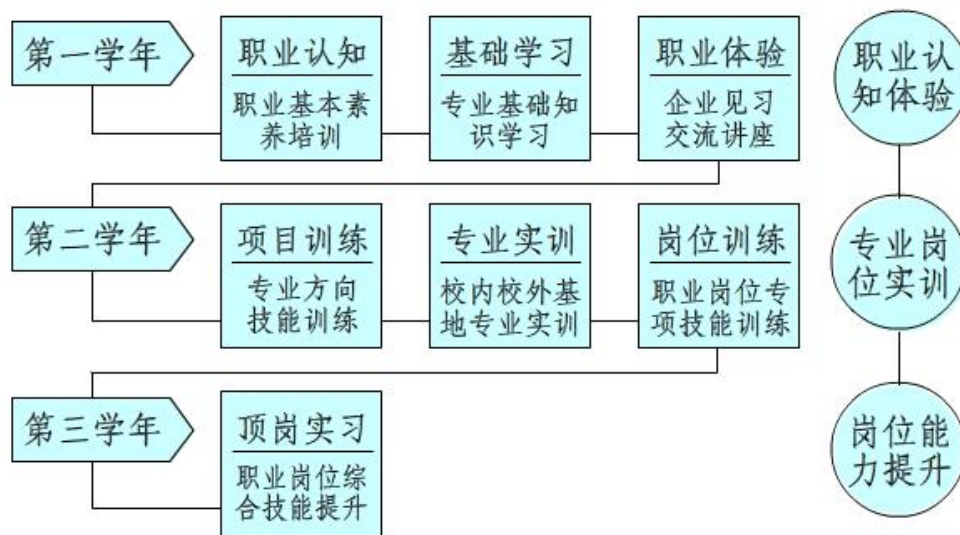 第一学年
职业认知
职业基本素
养培训
基础学习
专业基础知
识学习
职业体验
企业见习
交流讲座
职业认
知体验
第二学年
项目训练
专业方向
技能训练
专业实训
校内校外基
地专业实训
岗位训练
职业岗位专
项技能训练
专业岗
位实训
第三学年
顶岗实习
职业岗位综
合技能提升
岗位能
力提升